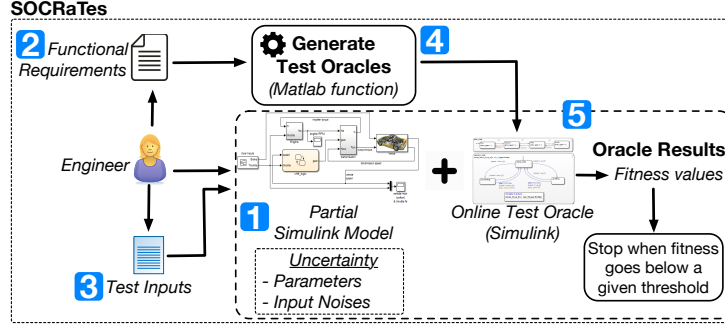 SOCRaTes
2 Functional
Requirements
Generate
Test Oracles
(Matlab function)
4
5
Engineer
Oracle Results
Fitness values
1
Partial
Simulink Model
Online Test Oracle
(Simulink)
Uncertainty
- Parameters
- Input Noises
Stop when fitness
goes below a
given threshold
3 Test Inputs